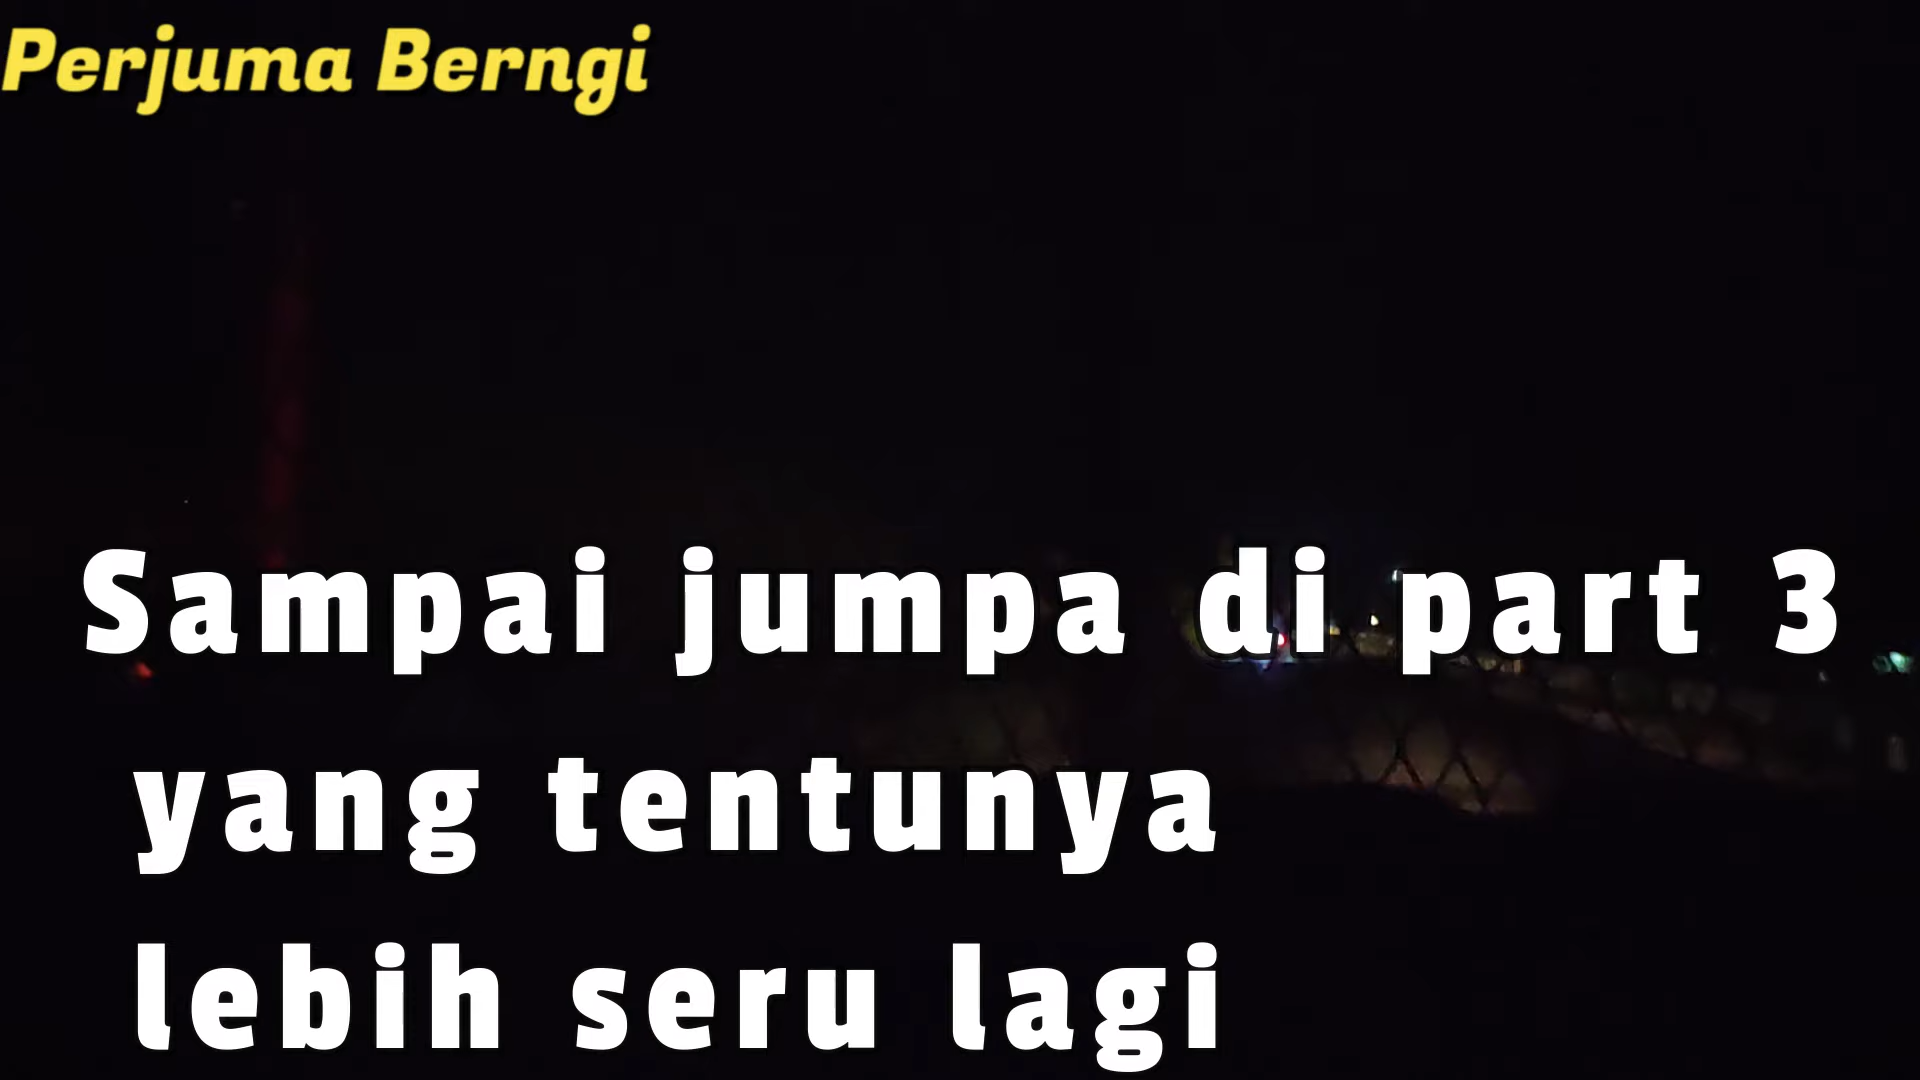 Perjuma Berngi
Sampai jumpa di part 3
yang tentunya
lebih seru lagi